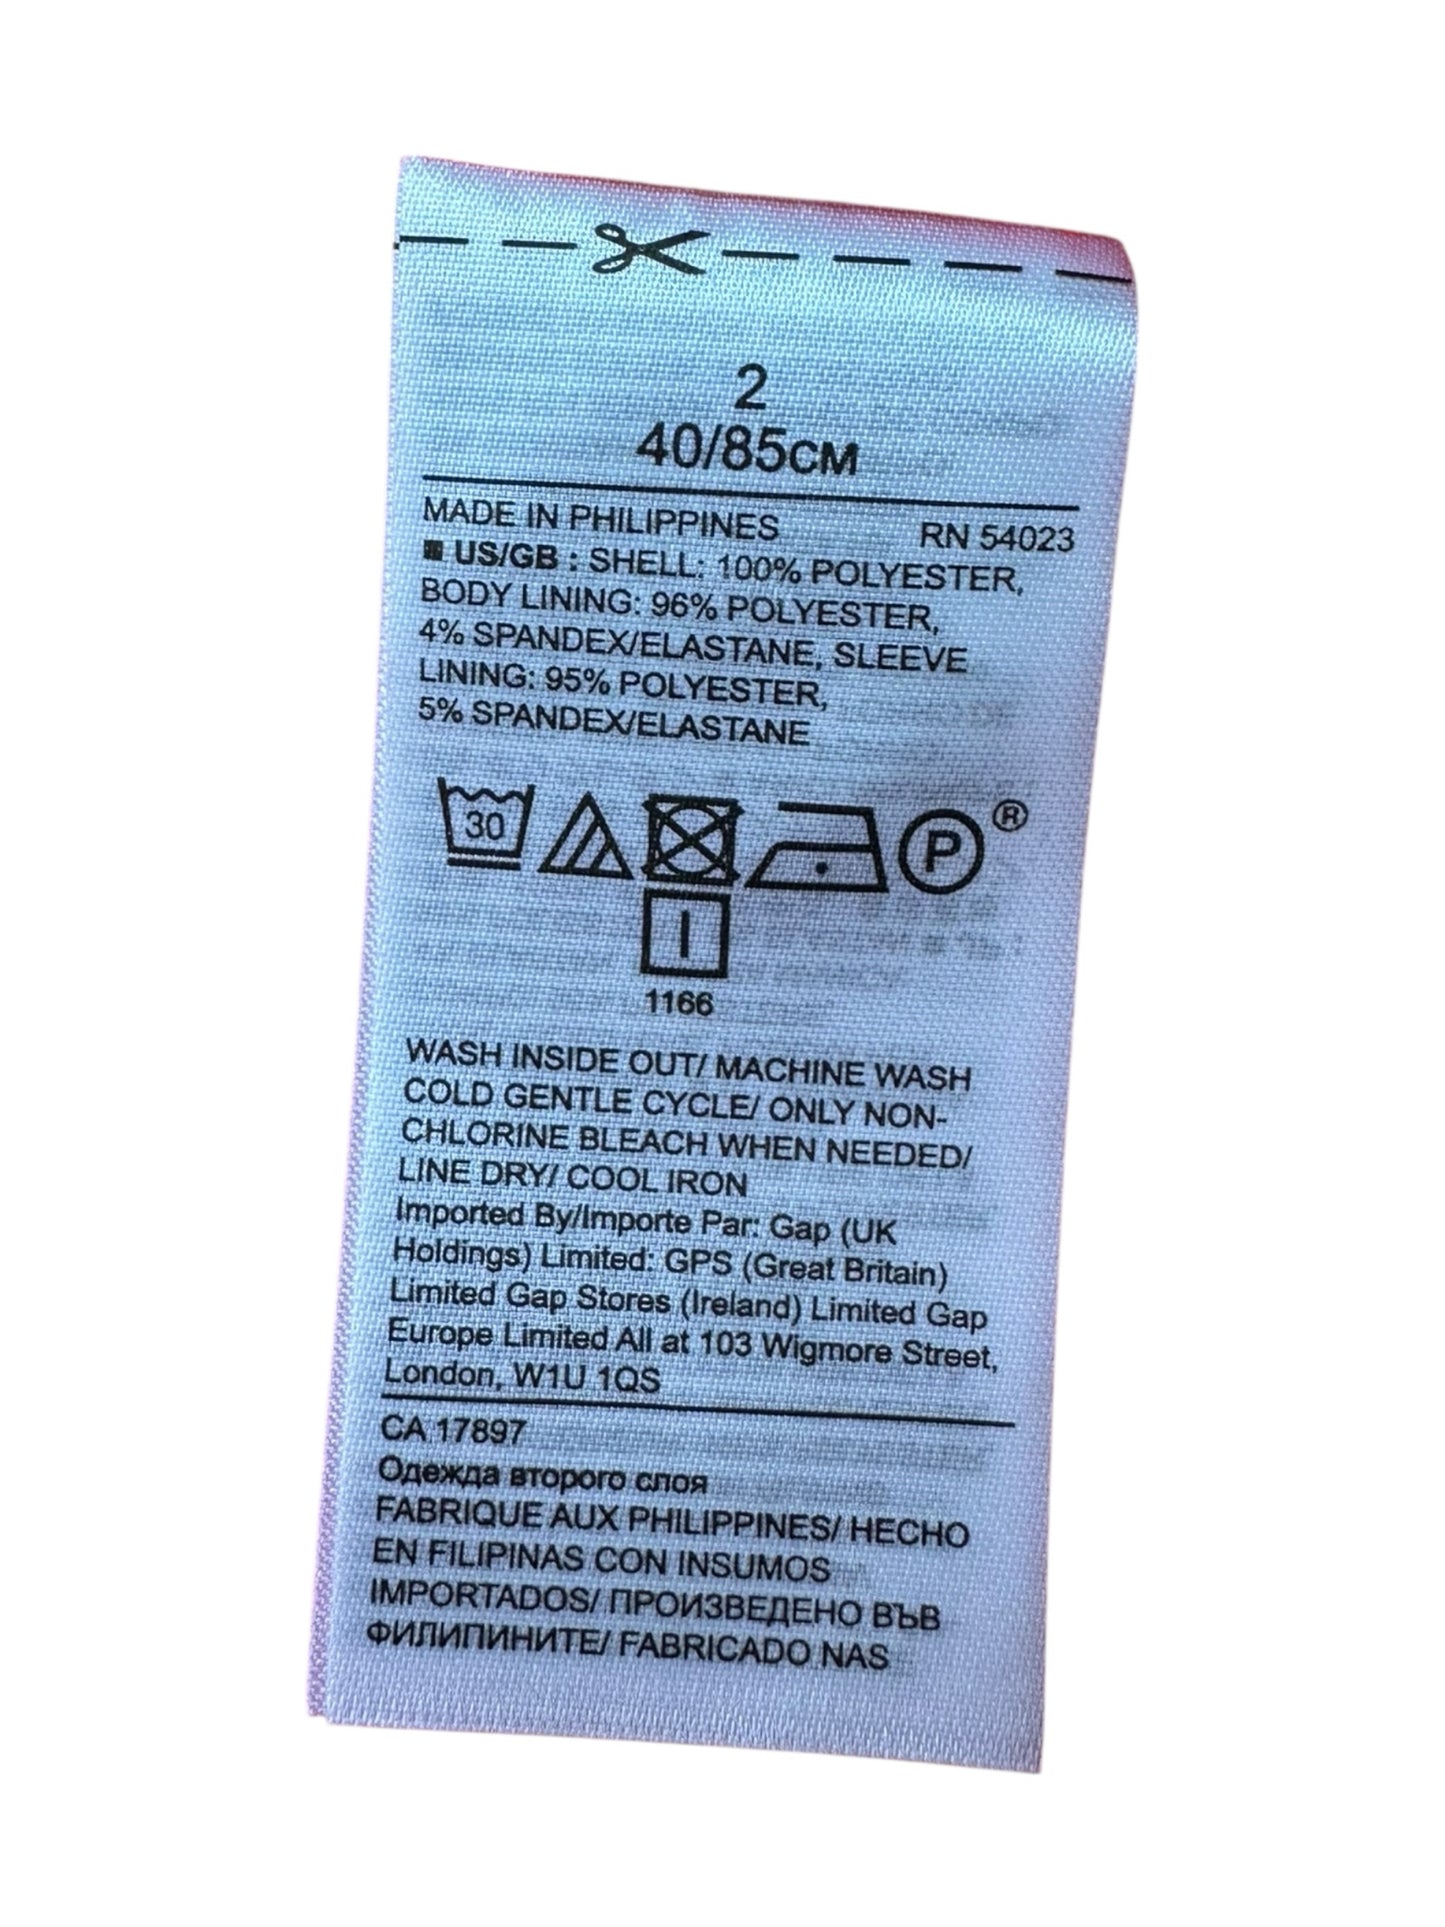 2
40/85CM
MADE IN PHILIPPINES RN 54023
■ US/GB : SHELL: 100% POLYESTER,
BODY LINING: 96% POLYESTER,
4% SPANDEX/ELASTANE, SLEEVE
LINING: 95% POLYESTER,
5% SPANDEX/ELASTANE
30 P ®
I
1166
WASH INSIDE OUT/ MACHINE WASH
COLD GENTLE CYCLE/ ONLY NON-
CHLORINE BLEACH WHEN NEEDED/
LINE DRY/ COOL IRON
Imported By/Importe Par: Gap (UK
Holdings) Limited: GPS (Great Britain)
Limited Gap Stores (Ireland) Limited Gap
Europe Limited All at 103 Wigmore Street,
London, W1U 1QS
CA 17897
Одежда второго слоя
FABRIQUE AUX PHILIPPINES/ HECHO
EN FILIPINAS CON INSUMOS
IMPORTADOS/ ПРОИЗВЕДЕНО ВЪВ
ФИЛИПИНИТЕ/ FABRICADO NAS